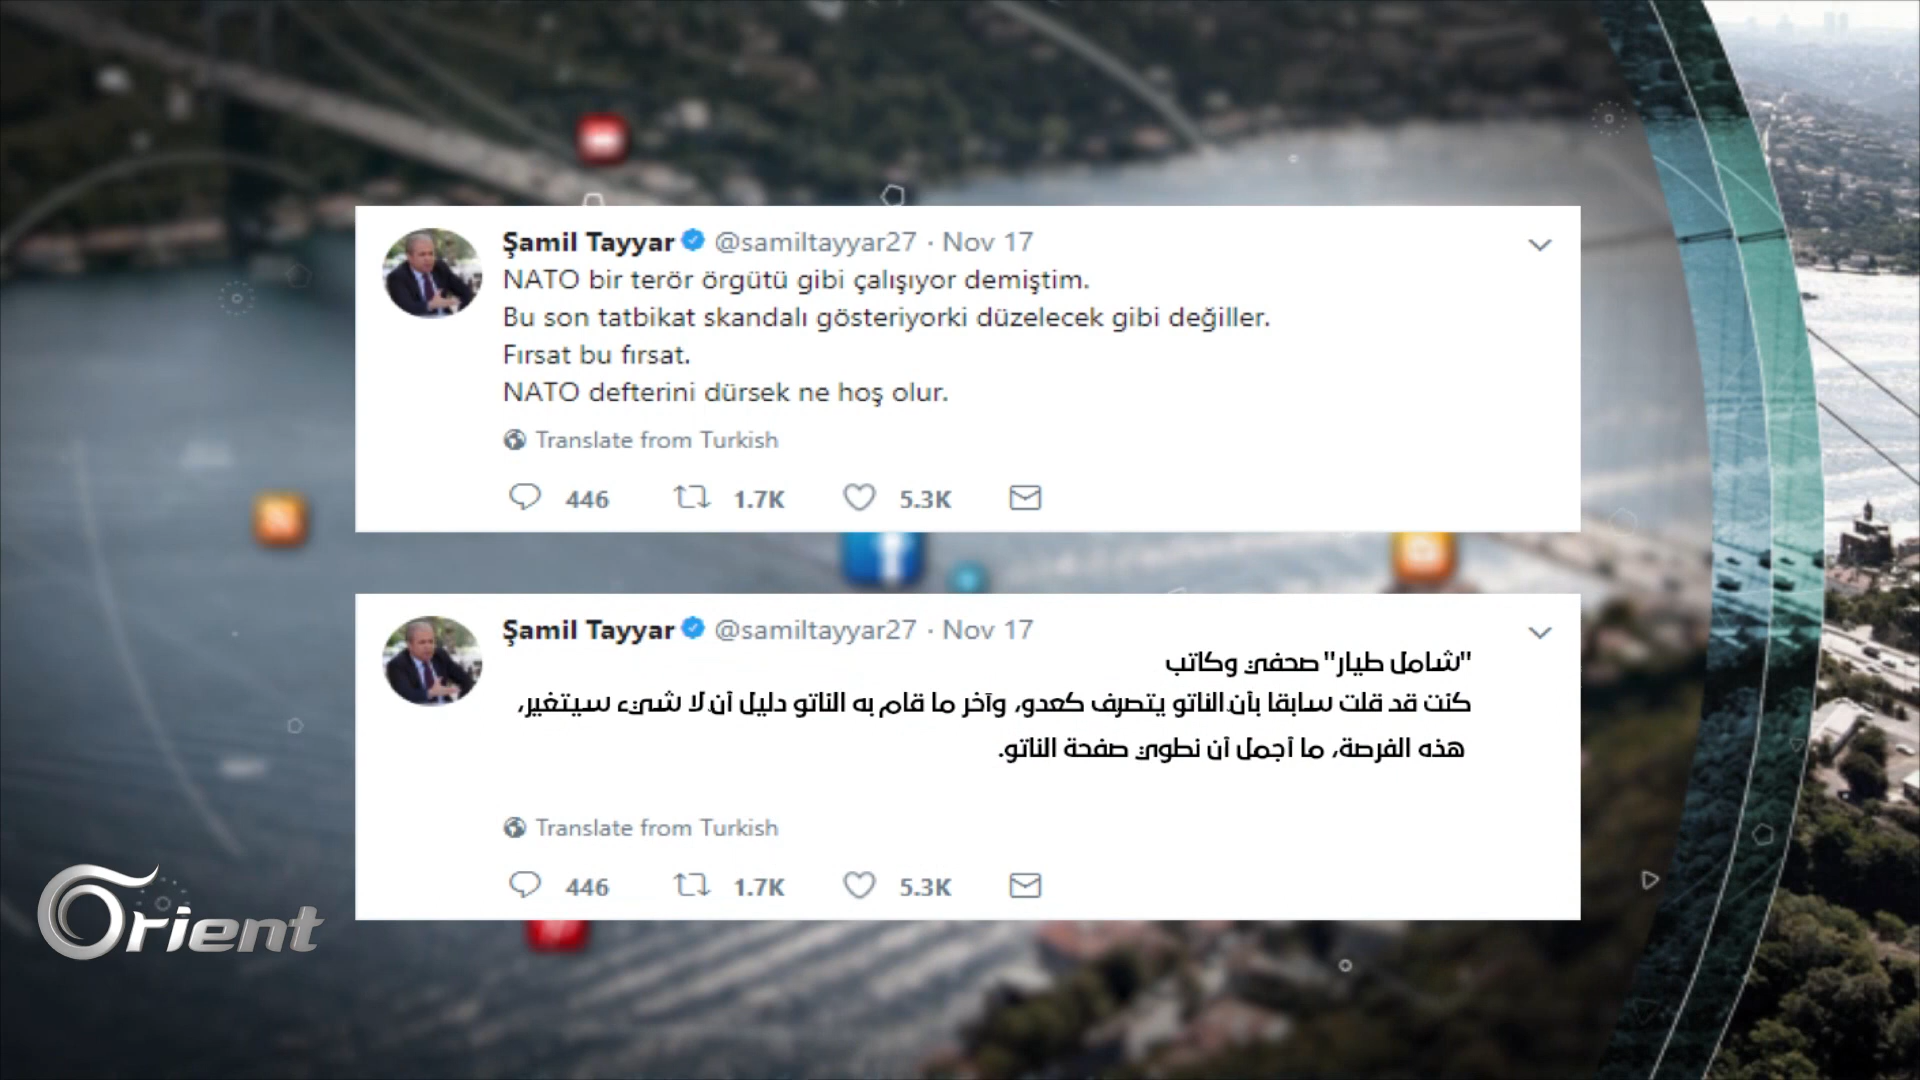 Şamil Tayyar @samiltayyar27 · Nov 17
NATO bir terör örgütü gibi çalışıyor demiştim.
Bu son tatbikat skandalı gösteriyorki düzelecek gibi değiller.
Fırsat bu fırsat.
NATO defterini dürsek ne hoş olur.
Translate from Turkish
446 1.7K 5.3K
Şamil Tayyar @samiltayyar27 · Nov 17
"شامل طيار" صحفي وكاتب
كنت قد قلت سابقا بأن الناتو يتصرف كعدو، وآخر ما قام به الناتو دليل أن لا شيء سيتغير،
هذه الفرصة، ما أجمل أن نطوي صفحة الناتو.
Translate from Turkish
446 1.7K 5.3K
Orient